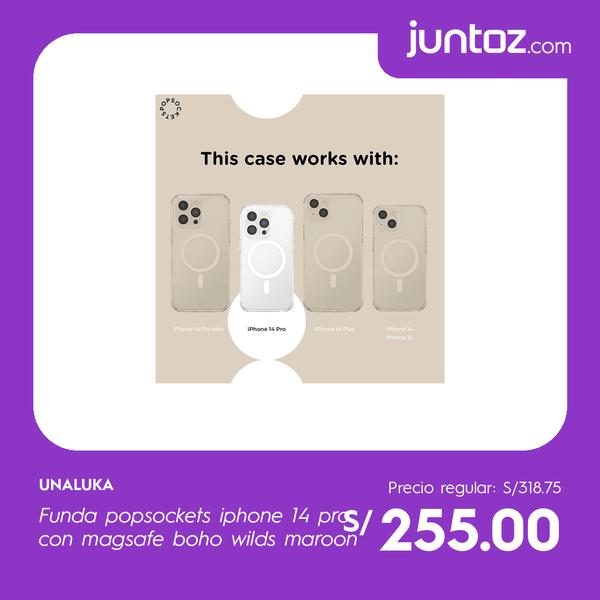 juntoz.com
POPSOCKETS
This case works with:
iPhone 14 Pro Max
iPhone 14 Pro
iPhone 14 Plus
iPhone 14
iPhone 13
UNALUKA
Funda popsockets iphone 14 pro
con magsafe boho wilds maroon
Precio regular: S/318.75
S/ 255.00